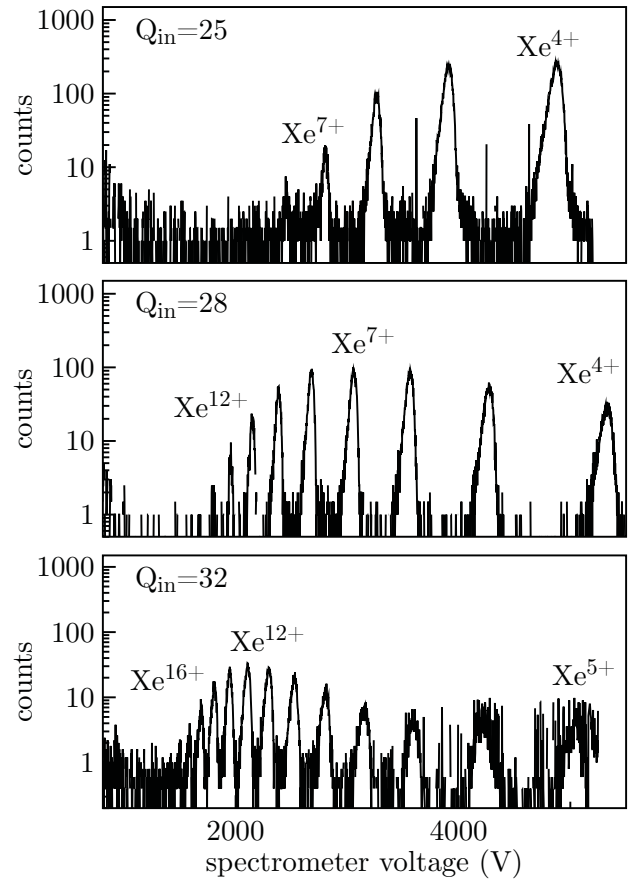 1000
Q_in=25
Xe^4+
100
Xe^7+
counts
10
1
1000
Q_in=28
Xe^7+
Xe^4+
100
Xe^12+
counts
10
1
1000
Q_in=32
100
Xe^12+
Xe^16+
Xe^5+
counts
10
1
2000 4000
spectrometer voltage (V)